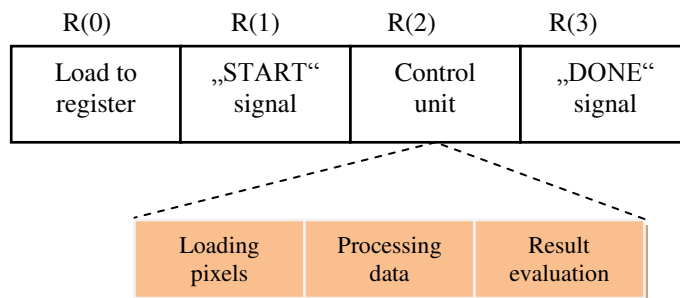 R(0) R(1) R(2) R(3)
Load to „START“ Control „DONE“
register signal unit signal
Loading Processing Result
pixels data evaluation